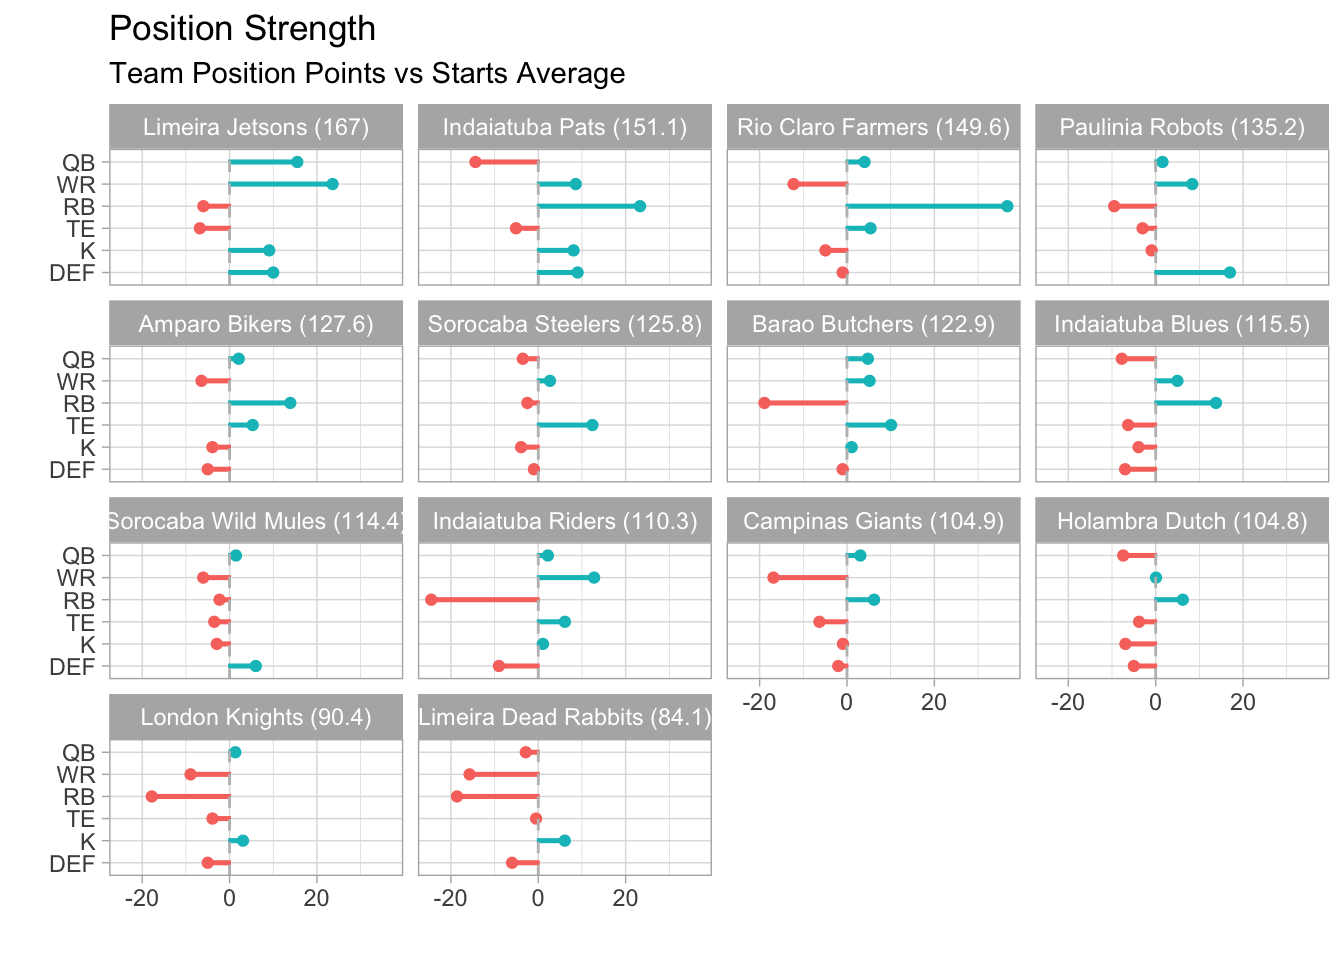 Position Strength
Team Position Points vs Starts Average
Limeira Jetsons (167)
Indaiatuba Pats (151.1)
Rio Claro Farmers (149.6)
Paulinia Robots (135.2)
QB
WR
RB
TE
K
DEF
Amparo Bikers (127.6)
Sorocaba Steelers (125.8)
Barao Butchers (122.9)
Indaiatuba Blues (115.5)
QB
WR
RB
TE
K
DEF
Sorocaba Wild Mules (114.4)
Indaiatuba Riders (110.3)
Campinas Giants (104.9)
Holambra Dutch (104.8)
QB
WR
RB
TE
K
DEF
-20 0 20
-20 0 20
London Knights (90.4)
Limeira Dead Rabbits (84.1)
QB
WR
RB
TE
K
DEF
-20 0 20
-20 0 20